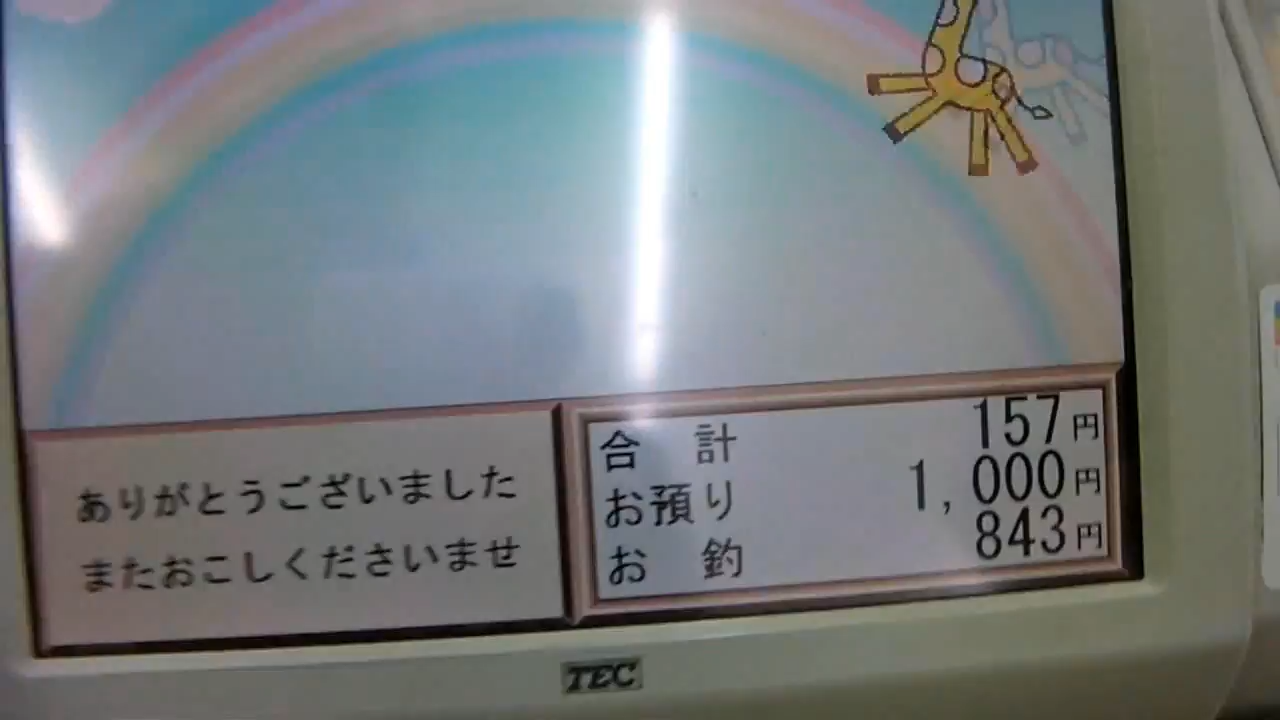 ありがとうございました
またおこしくださいませ
合計 157円
お預り 1,000円
お釣 843円
TEC